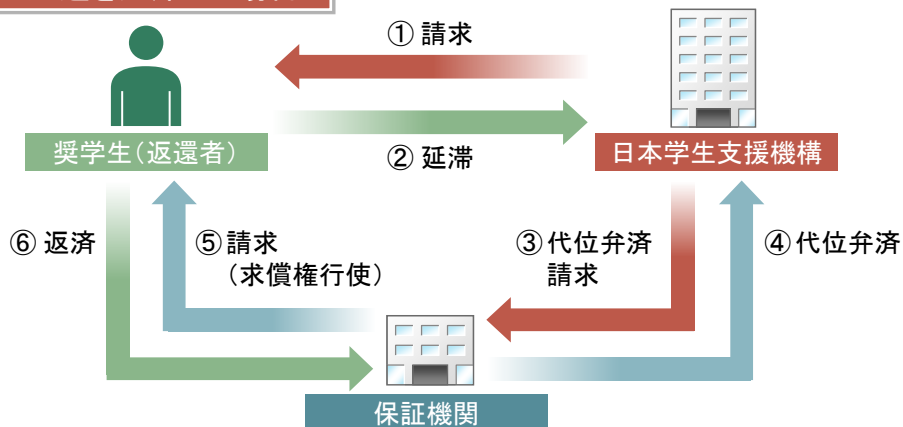 ① 請求
奨学生（返還者）
② 延滞
日本学生支援機構
⑥ 返済
⑤ 請求
（求償権行使）
③ 代位弁済
請求
④ 代位弁済
保証機関